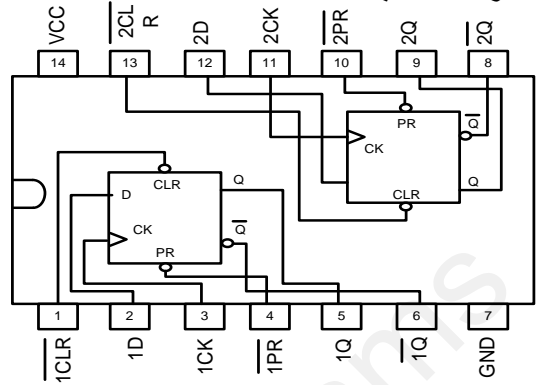 VCC
2CLR
2D
2CK
2PR
2Q
2Q
14
13
12
11
10
9
8
PR
Q
CK
CLR
Q
CLR
Q
D
Q
CK
PR
1
2
3
4
5
6
7
1CLR
1D
1CK
1PR
1Q
1Q
GND
ems